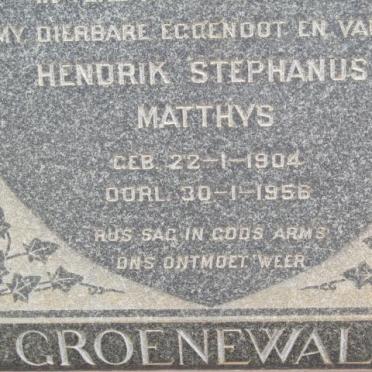 MY DIERBARE EGGENOOT EN VA
HENDRIK STEPHANUS
MATTHYS
GEB. 22-1-1904
OORL. 30-1-1956
RUS SAG IN GODS ARMS
ONS ONTMOET WEER
GROENEWAL